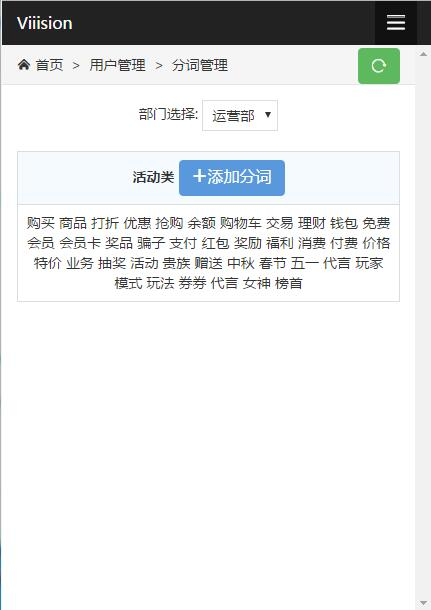 Viiision
首页 > 用户管理 > 分词管理
部门选择: 运营部
活动类 +添加分词
购买 商品 打折 优惠 抢购 余额 购物车 交易 理财 钱包 免费
会员 会员卡 奖品 骗子 支付 红包 奖励 福利 消费 付费 价格
特价 业务 抽奖 活动 贵族 赠送 中秋 春节 五一 代言 玩家
模式 玩法 券券 代言 女神 榜首